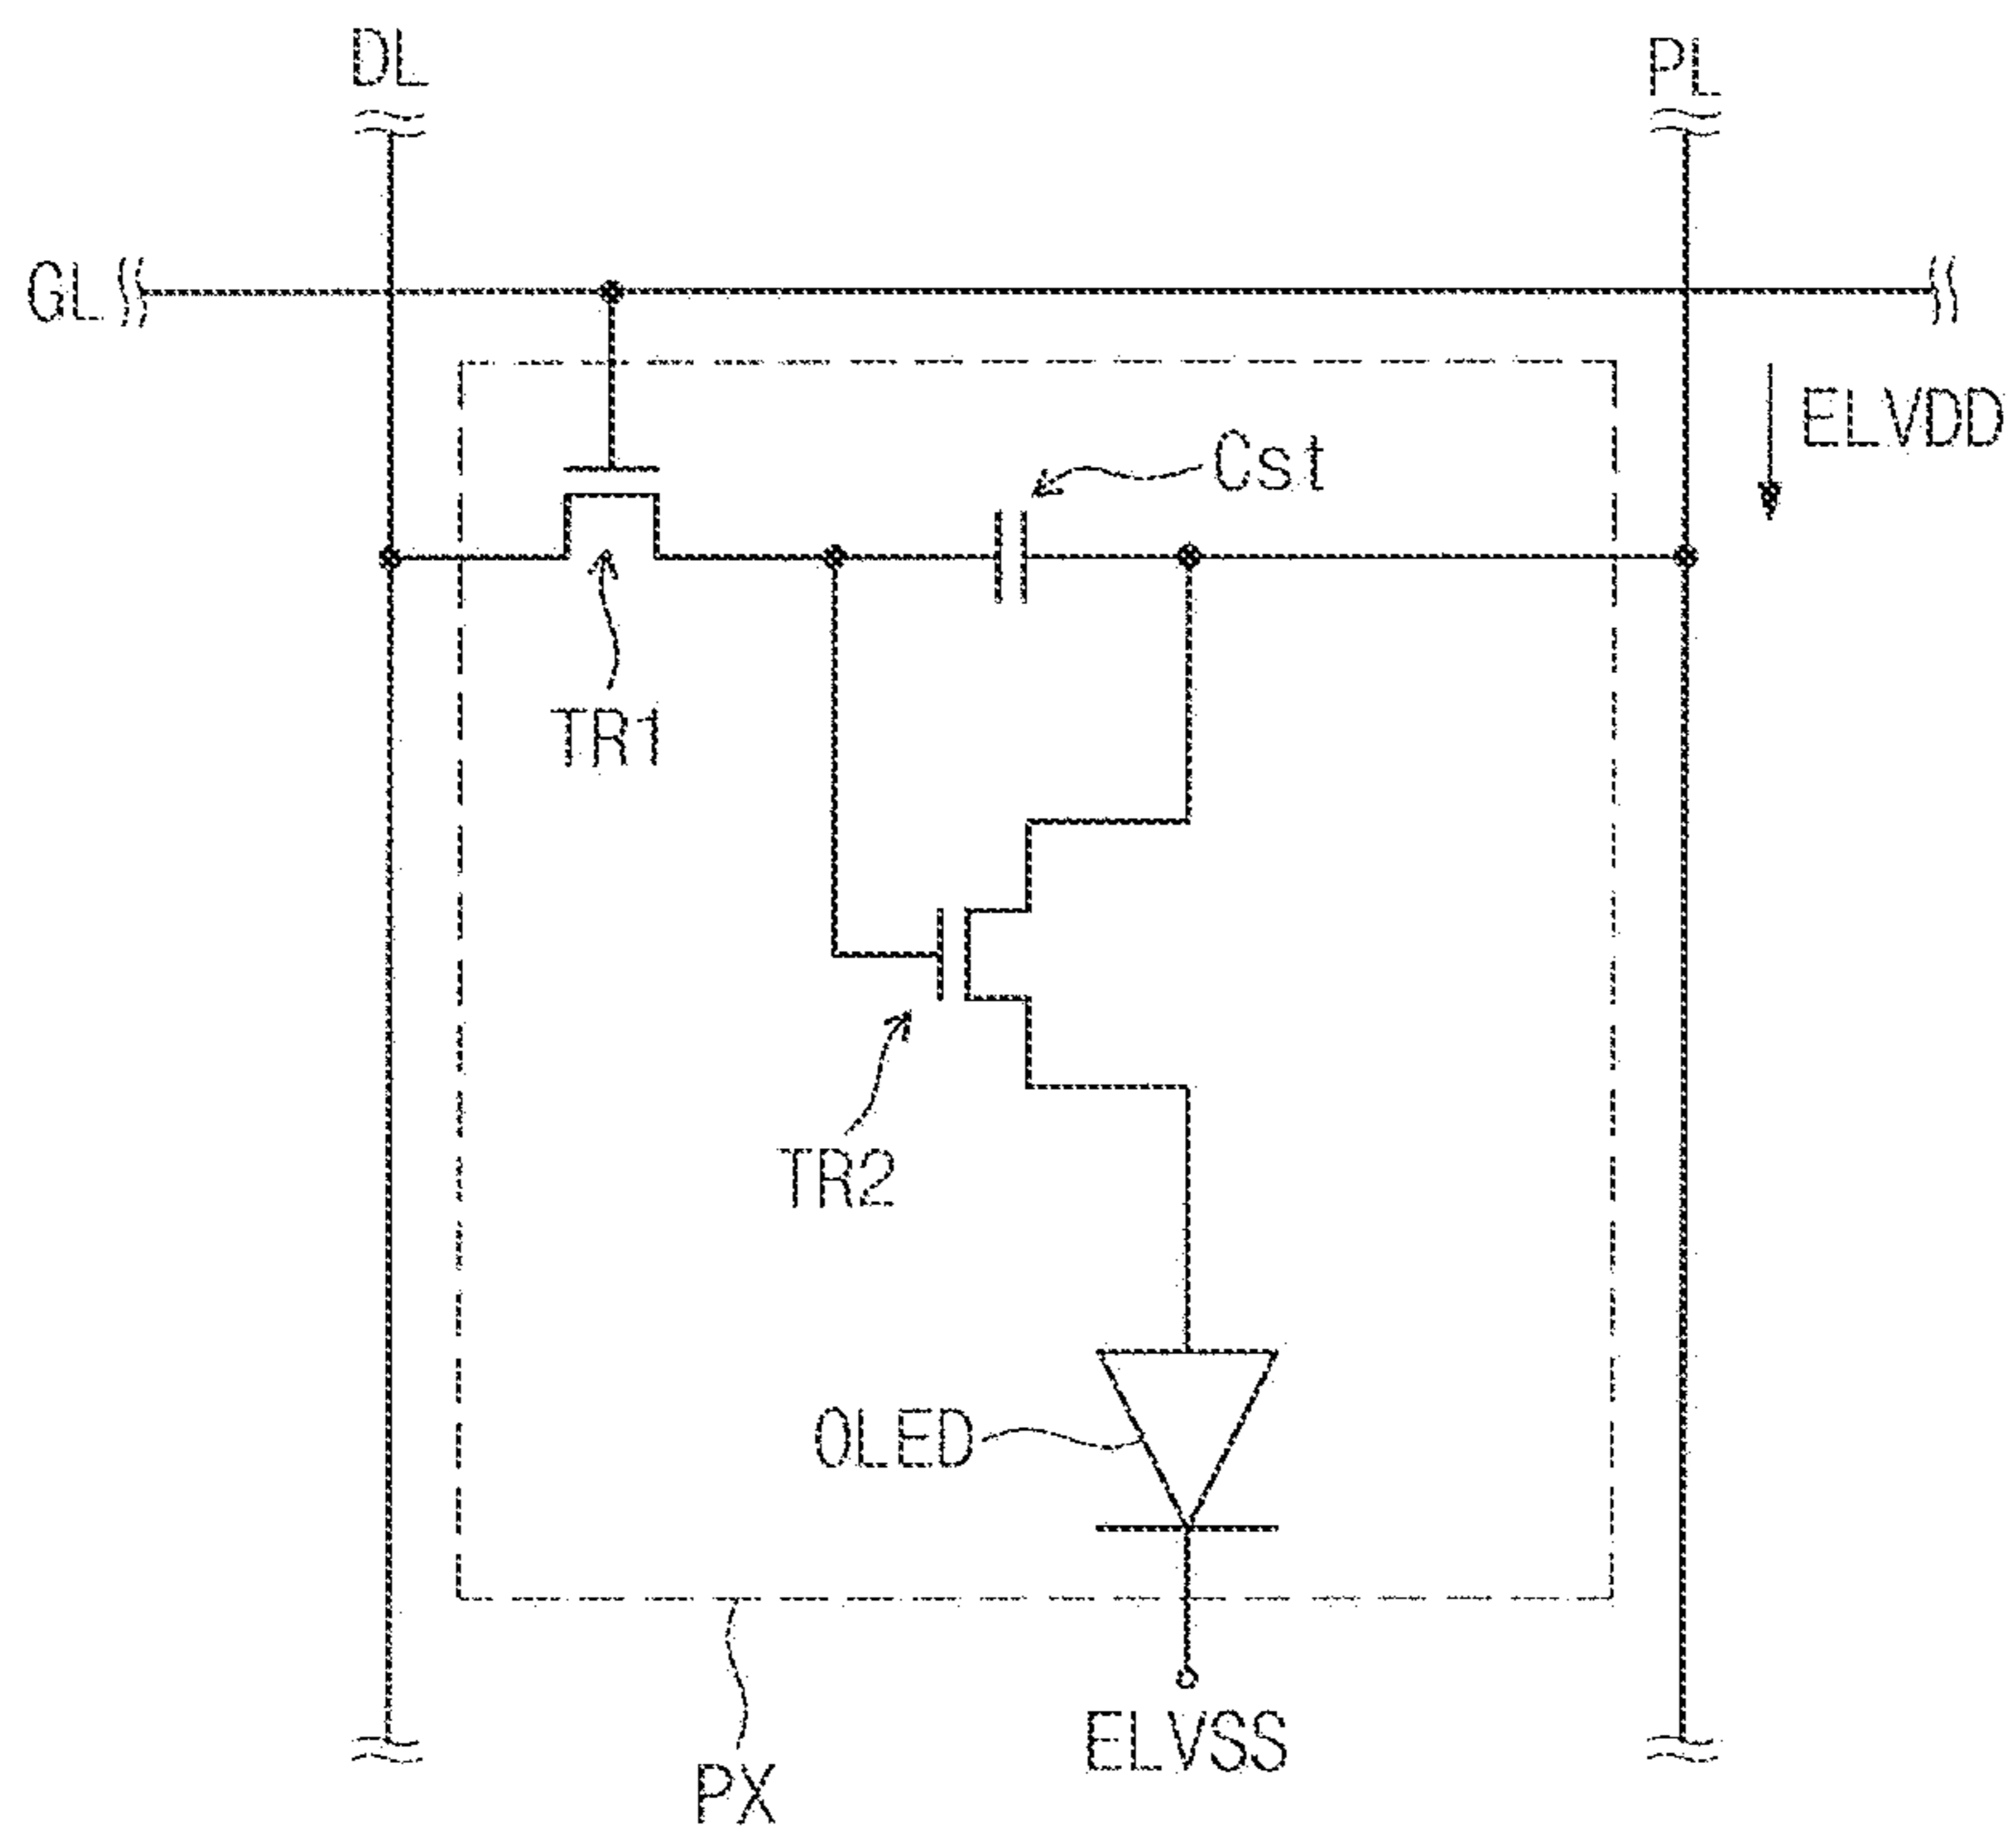 DL
PL
GL
ELVDD
Cst
TR1
TR2
OLED
ELVSS
PX